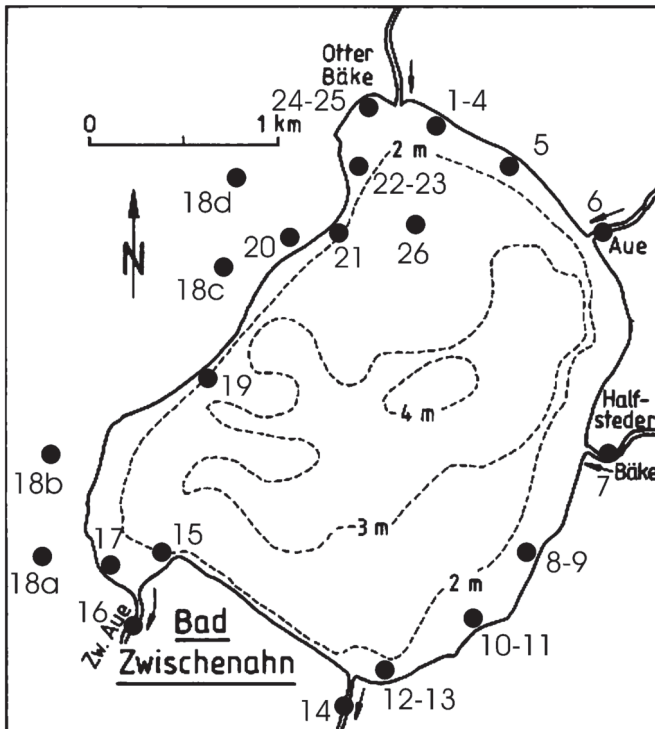 Otter
Bäke
24-25
1-4
0
1 km
2 m
5
18d
22-23
6
N
20
21
26
Aue
18c
19
4 m
Half-
steder
18b
7
Bäke
3 m
17
15
18a
8-9
2 m
16
Zw. Aue
Bad
Zwischenahn
10-11
12-13
14